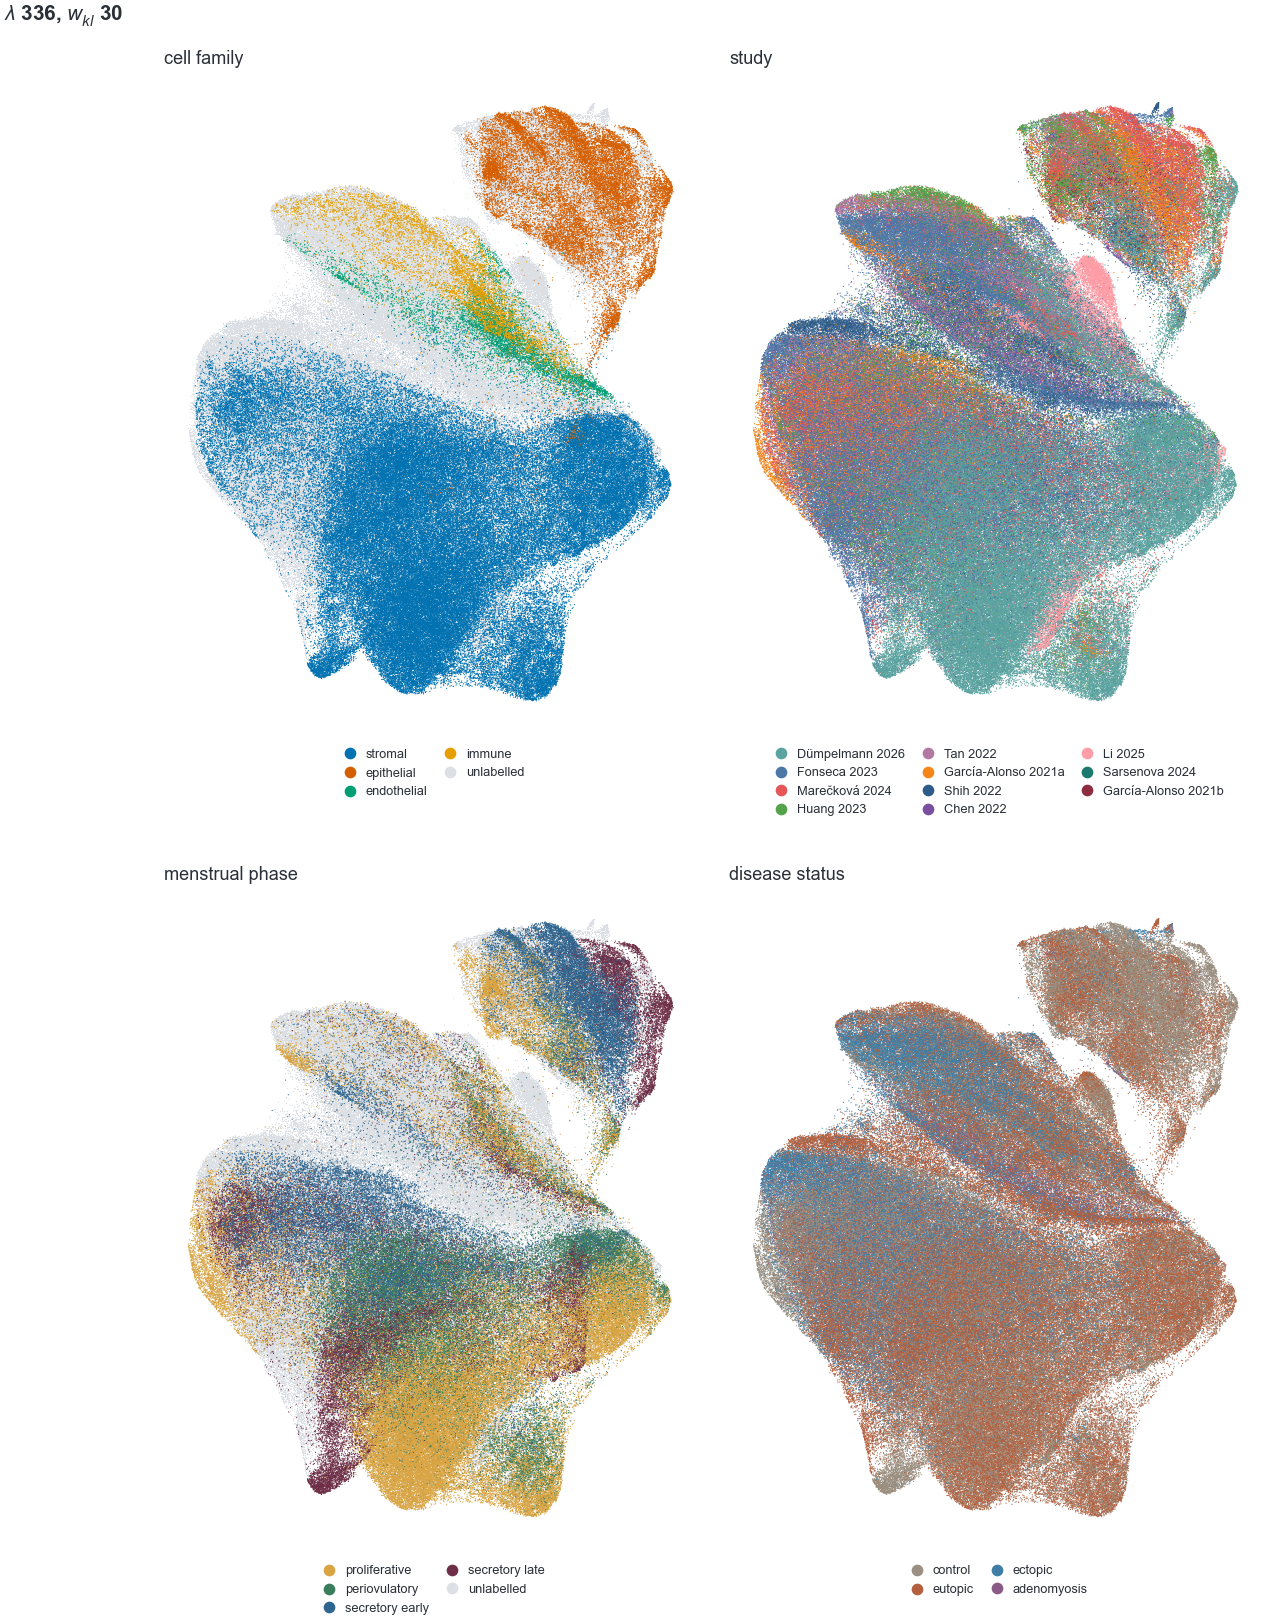 λ 336, w_kl 30
cell family
study
stromal
epithelial
endothelial
immune
unlabelled
Dümpelmann 2026
Fonseca 2023
Marečková 2024
Huang 2023
Tan 2022
García-Alonso 2021a
Shih 2022
Chen 2022
Li 2025
Sarsenova 2024
García-Alonso 2021b
menstrual phase
disease status
proliferative
periovulatory
secretory early
secretory late
unlabelled
control
eutopic
ectopic
adenomyosis